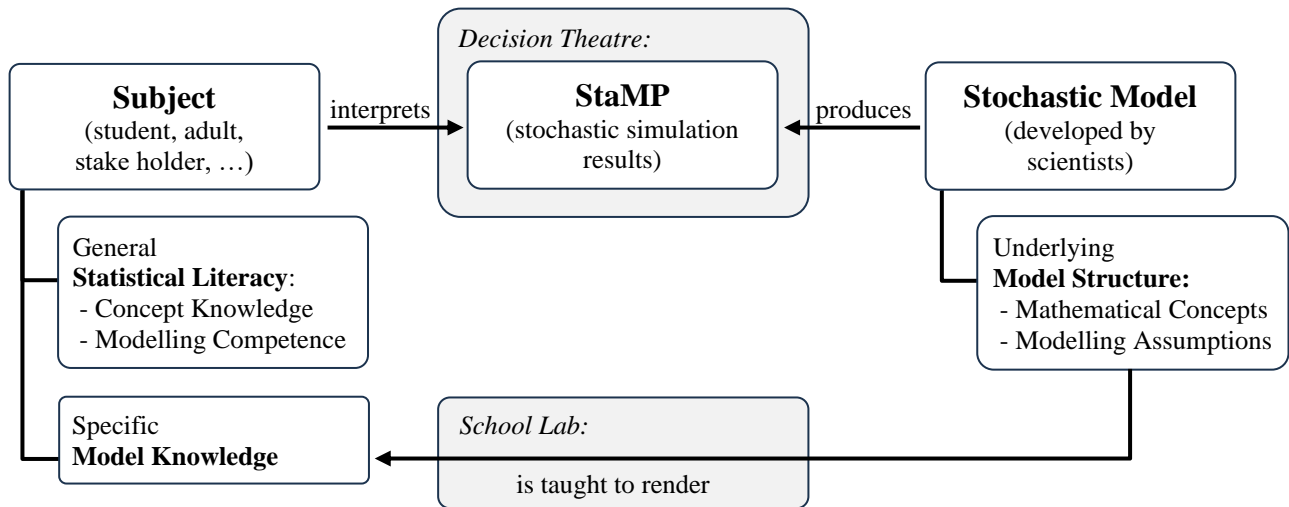 Decision Theatre:
Subject
(student, adult,
stake holder, …)
interprets
StaMP
(stochastic simulation
results)
produces
Stochastic Model
(developed by
scientists)
General
Statistical Literacy:
- Concept Knowledge
- Modelling Competence
Underlying
Model Structure:
- Mathematical Concepts
- Modelling Assumptions
Specific
Model Knowledge
School Lab:
is taught to render